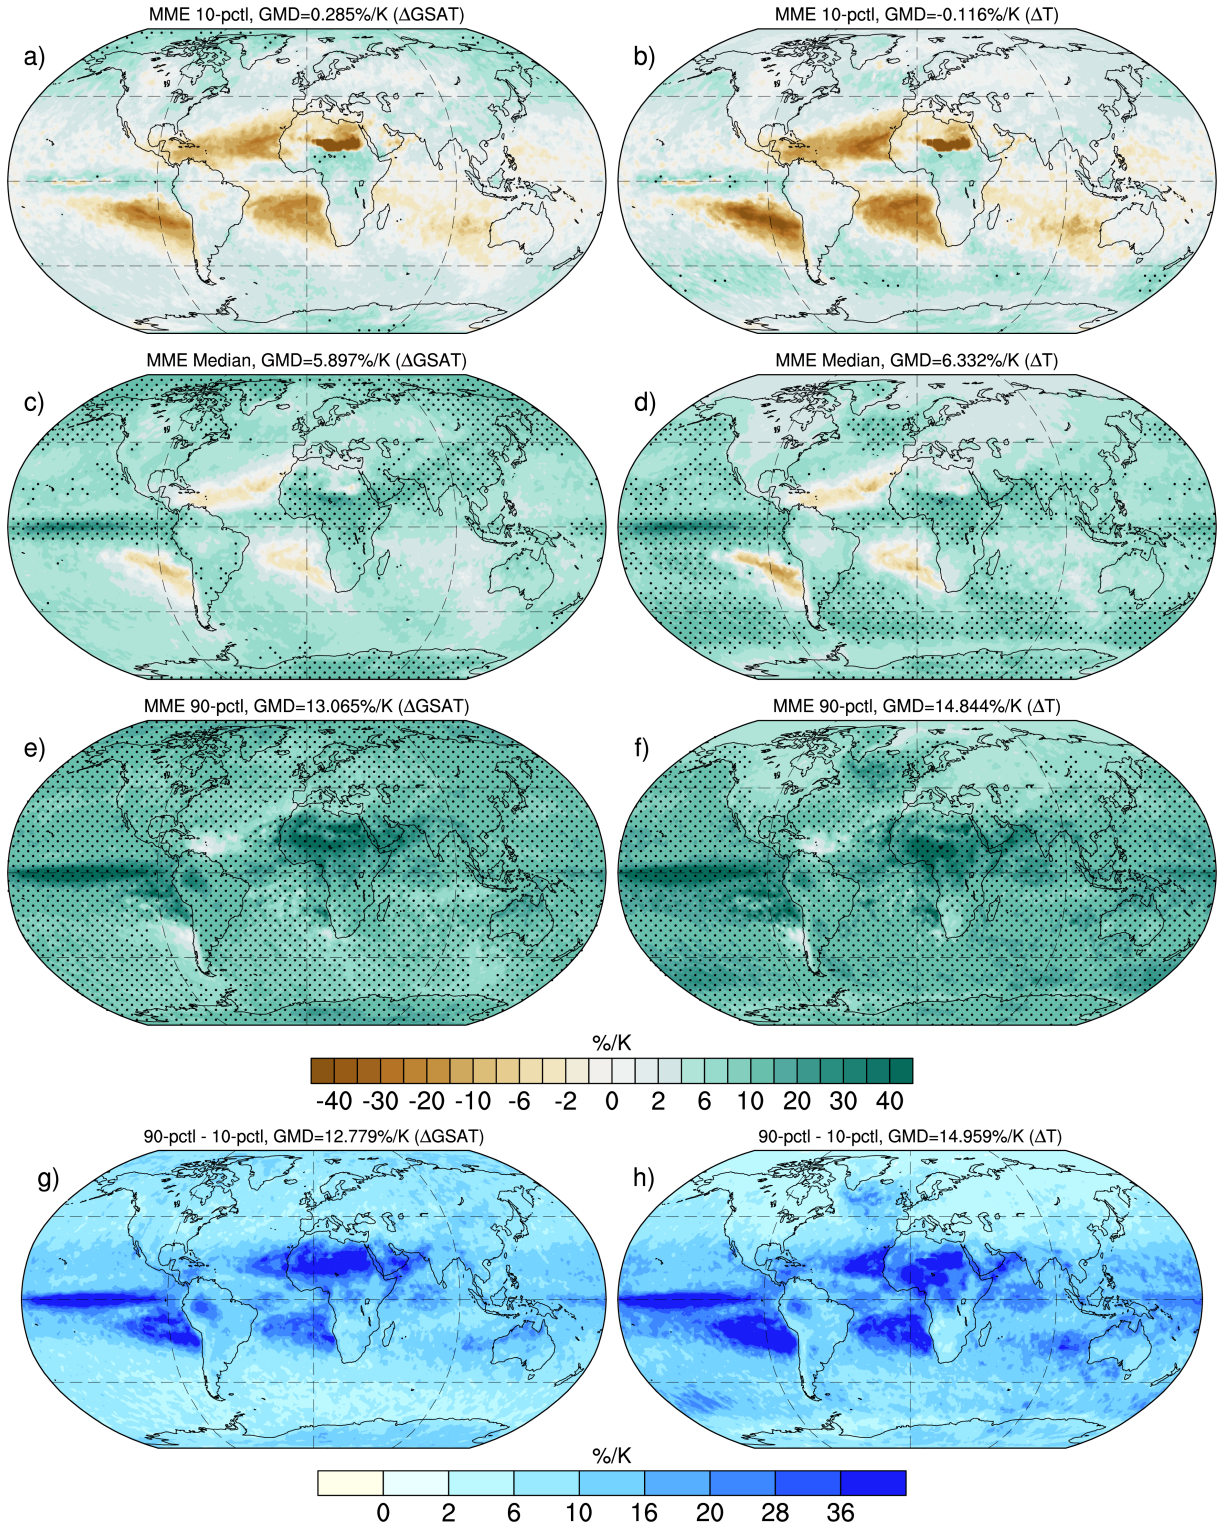 MME 10-pctl, GMD=0.285%/K (ΔGSAT)
MME 10-pctl, GMD=-0.116%/K (ΔT)
a)
b)
MME Median, GMD=5.897%/K (ΔGSAT)
MME Median, GMD=6.332%/K (ΔT)
c)
d)
MME 90-pctl, GMD=13.065%/K (ΔGSAT)
MME 90-pctl, GMD=14.844%/K (ΔT)
e)
f)
%/K
-40 -30 -20 -10 -6 -2 0 2 6 10 20 30 40
90-pctl - 10-pctl, GMD=12.779%/K (ΔGSAT)
90-pctl - 10-pctl, GMD=14.959%/K (ΔT)
g)
h)
%/K
0 2 6 10 16 20 28 36